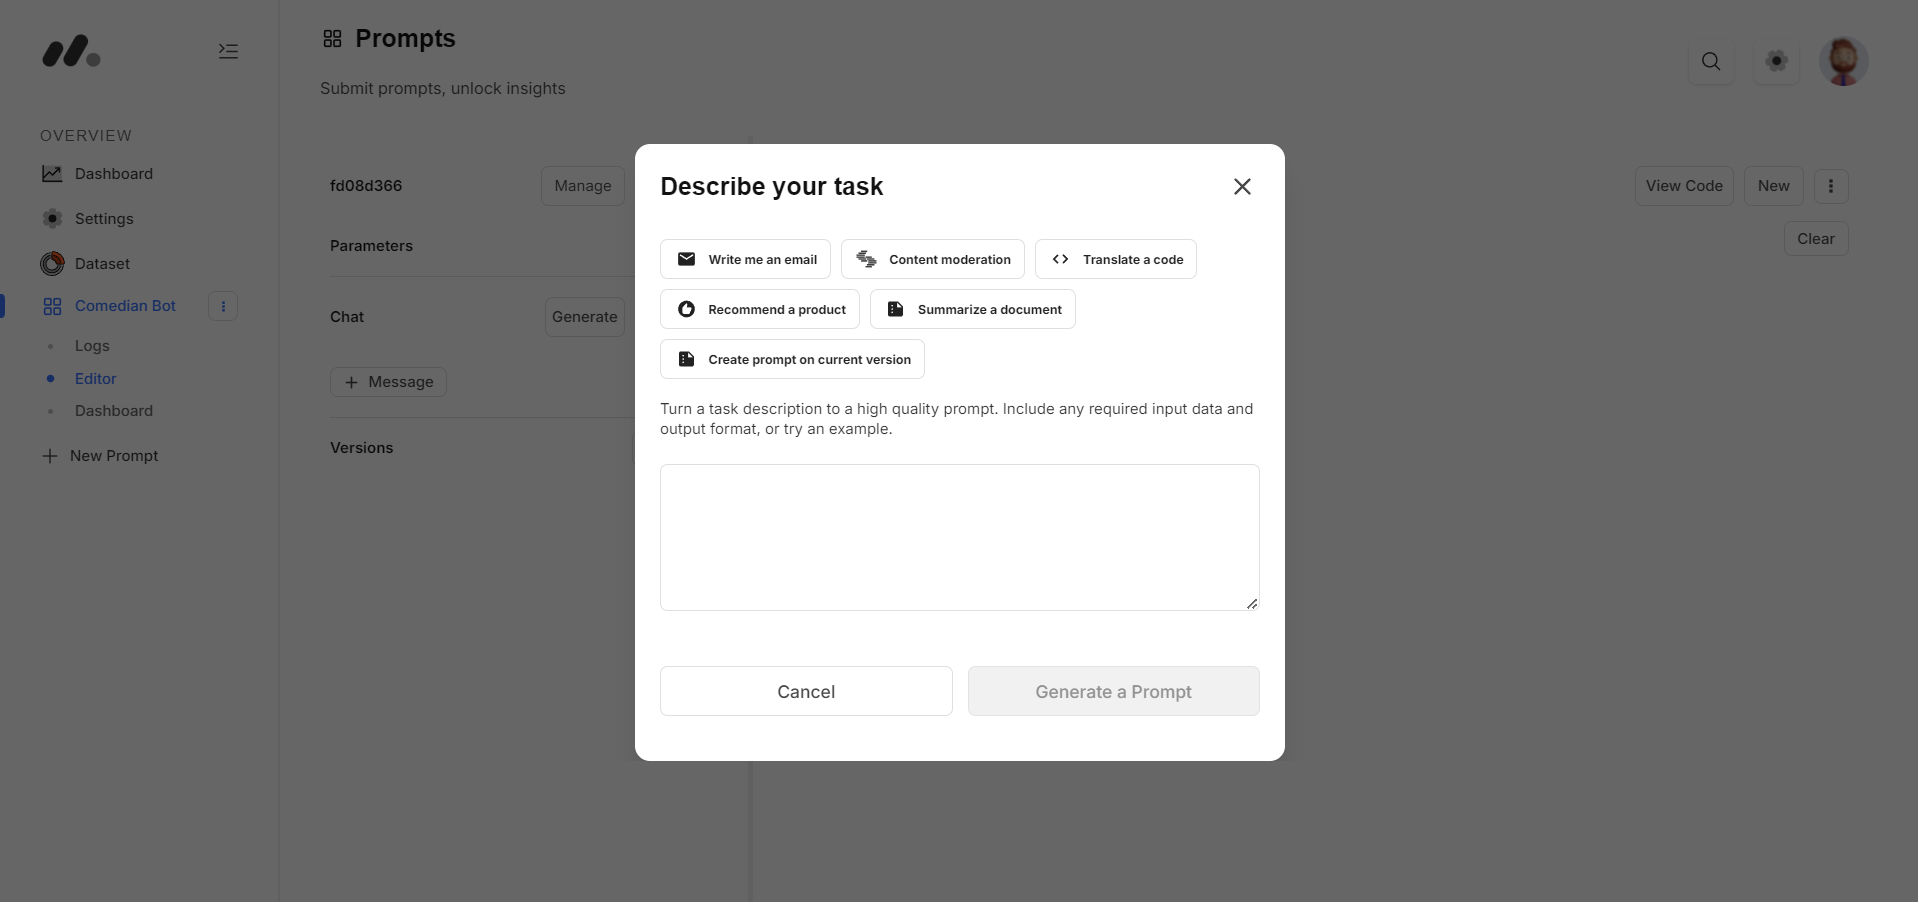 Prompts
Submit prompts, unlock insights
OVERVIEW
Dashboard
Settings
Dataset
Comedian Bot
Logs
Editor
Dashboard
New Prompt
fd08d366
Manage
Parameters
Chat
Generate
Message
Versions
View Code
New
Clear
Describe your task
Write me an email
Content moderation
Translate a code
Recommend a product
Summarize a document
Create prompt on current version
Turn a task description to a high quality prompt. Include any required input data and
output format, or try an example.
Cancel
Generate a Prompt